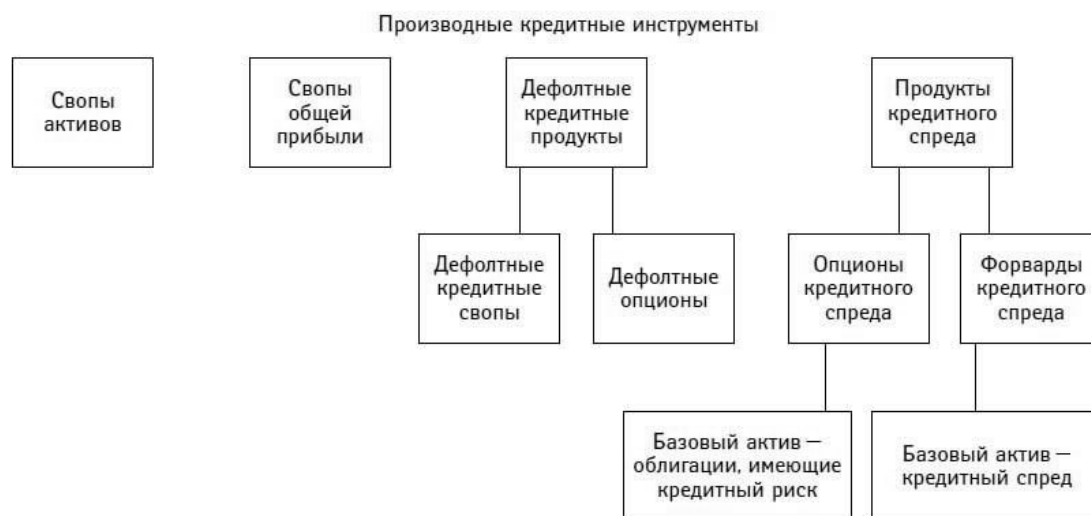 Производные кредитные инструменты
Свопы
активов
Свопы
общей
прибыли
Дефолтные
кредитные
продукты
Продукты
кредитного
спреда
Дефолтные
кредитные
свопы
Дефолтные
опционы
Опционы
кредитного
спреда
Форварды
кредитного
спреда
Базовый актив —
облигации, имеющие
кредитный риск
Базовый актив —
кредитный спред